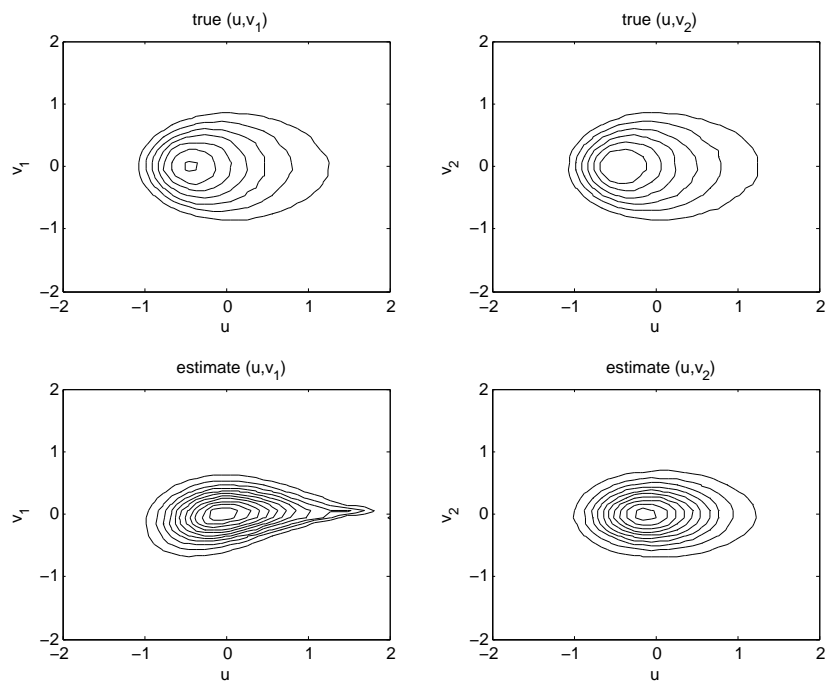 true (u,v₁)
2
1
0
−1
−2
v₁
−2 −1 0 1 2
u
true (u,v₂)
2
1
0
−1
−2
v₂
−2 −1 0 1 2
u
estimate (u,v₁)
2
1
0
−1
−2
v₁
−2 −1 0 1 2
u
estimate (u,v₂)
2
1
0
−1
−2
v₂
−2 −1 0 1 2
u